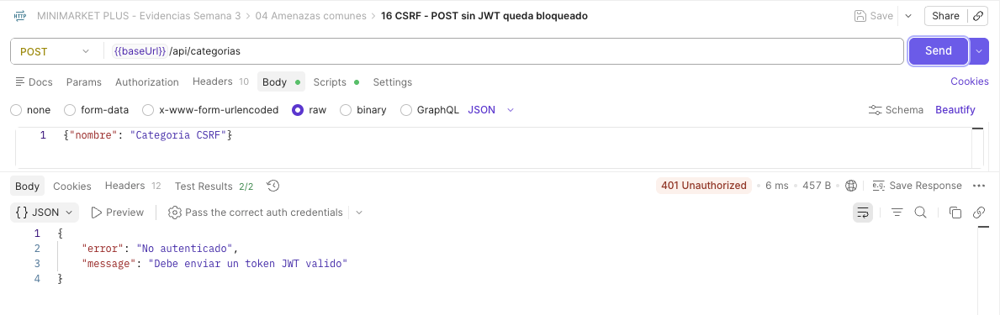 HTTP MINIMARKET PLUS - Evidencias Semana 3 > 04 Amenazas comunes > 16 CSRF - POST sin JWT queda bloqueado Save Share
POST {{baseUrl}} /api/categorias Send
Docs Params Authorization Headers 10 Body Scripts Settings Cookies
none form-data x-www-form-urlencoded raw binary GraphQL JSON Schema Beautify
1 {"nombre": "Categoria CSRF"}
Body Cookies Headers 12 Test Results 2/2 401 Unauthorized • 6 ms • 457 B • e.g. Save Response
{} JSON Preview Pass the correct auth credentials
1 {
2 "error": "No autenticado",
3 "message": "Debe enviar un token JWT valido"
4 }